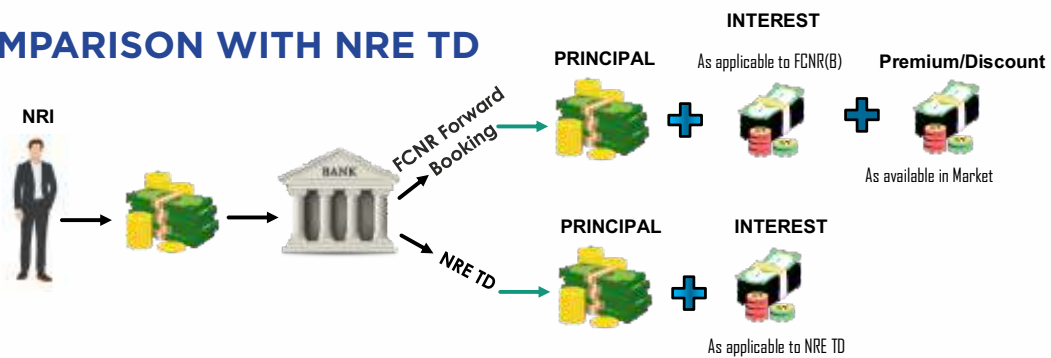 MPARISON WITH NRE TD
NRI
BANK
FCNR Forward
Booking
PRINCIPAL
INTEREST
As applicable to FCNR(B)
Premium/Discount
As available in Market
NRE TD
PRINCIPAL
INTEREST
As applicable to NRE TD